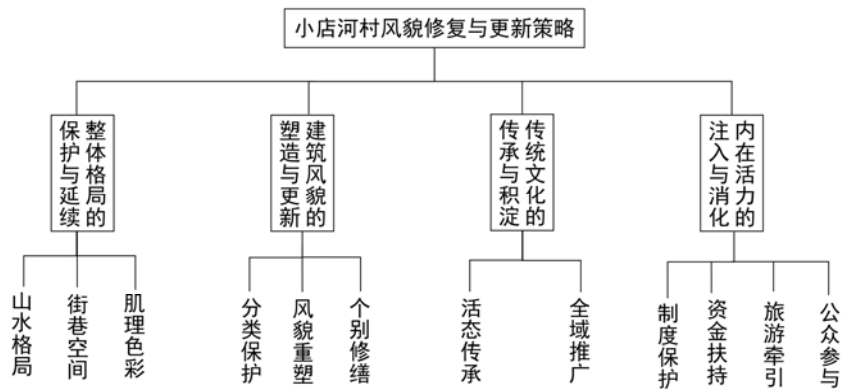 小店河村风貌修复与更新策略
整体格局的
保护与延续
建筑风貌的
塑造与更新
传统文化的
传承与积淀
内在活力的
注入与消化
山水格局
街巷空间
肌理色彩
分类保护
风貌重塑
个别修缮
活态传承
全域推广
制度保护
资金扶持
旅游牵引
公众参与